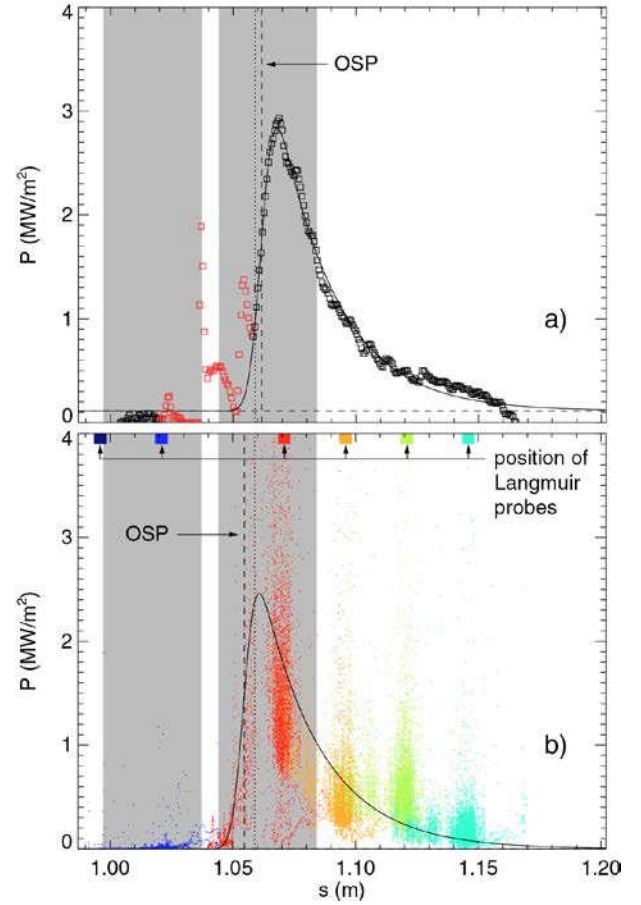 4
3
2
1
0
P (MW/m²)
OSP
a)
4
3
2
1
0
P (MW/m²)
position of
Langmuir
probes
OSP
b)
1.00 1.05 1.10 1.15 1.20
s (m)